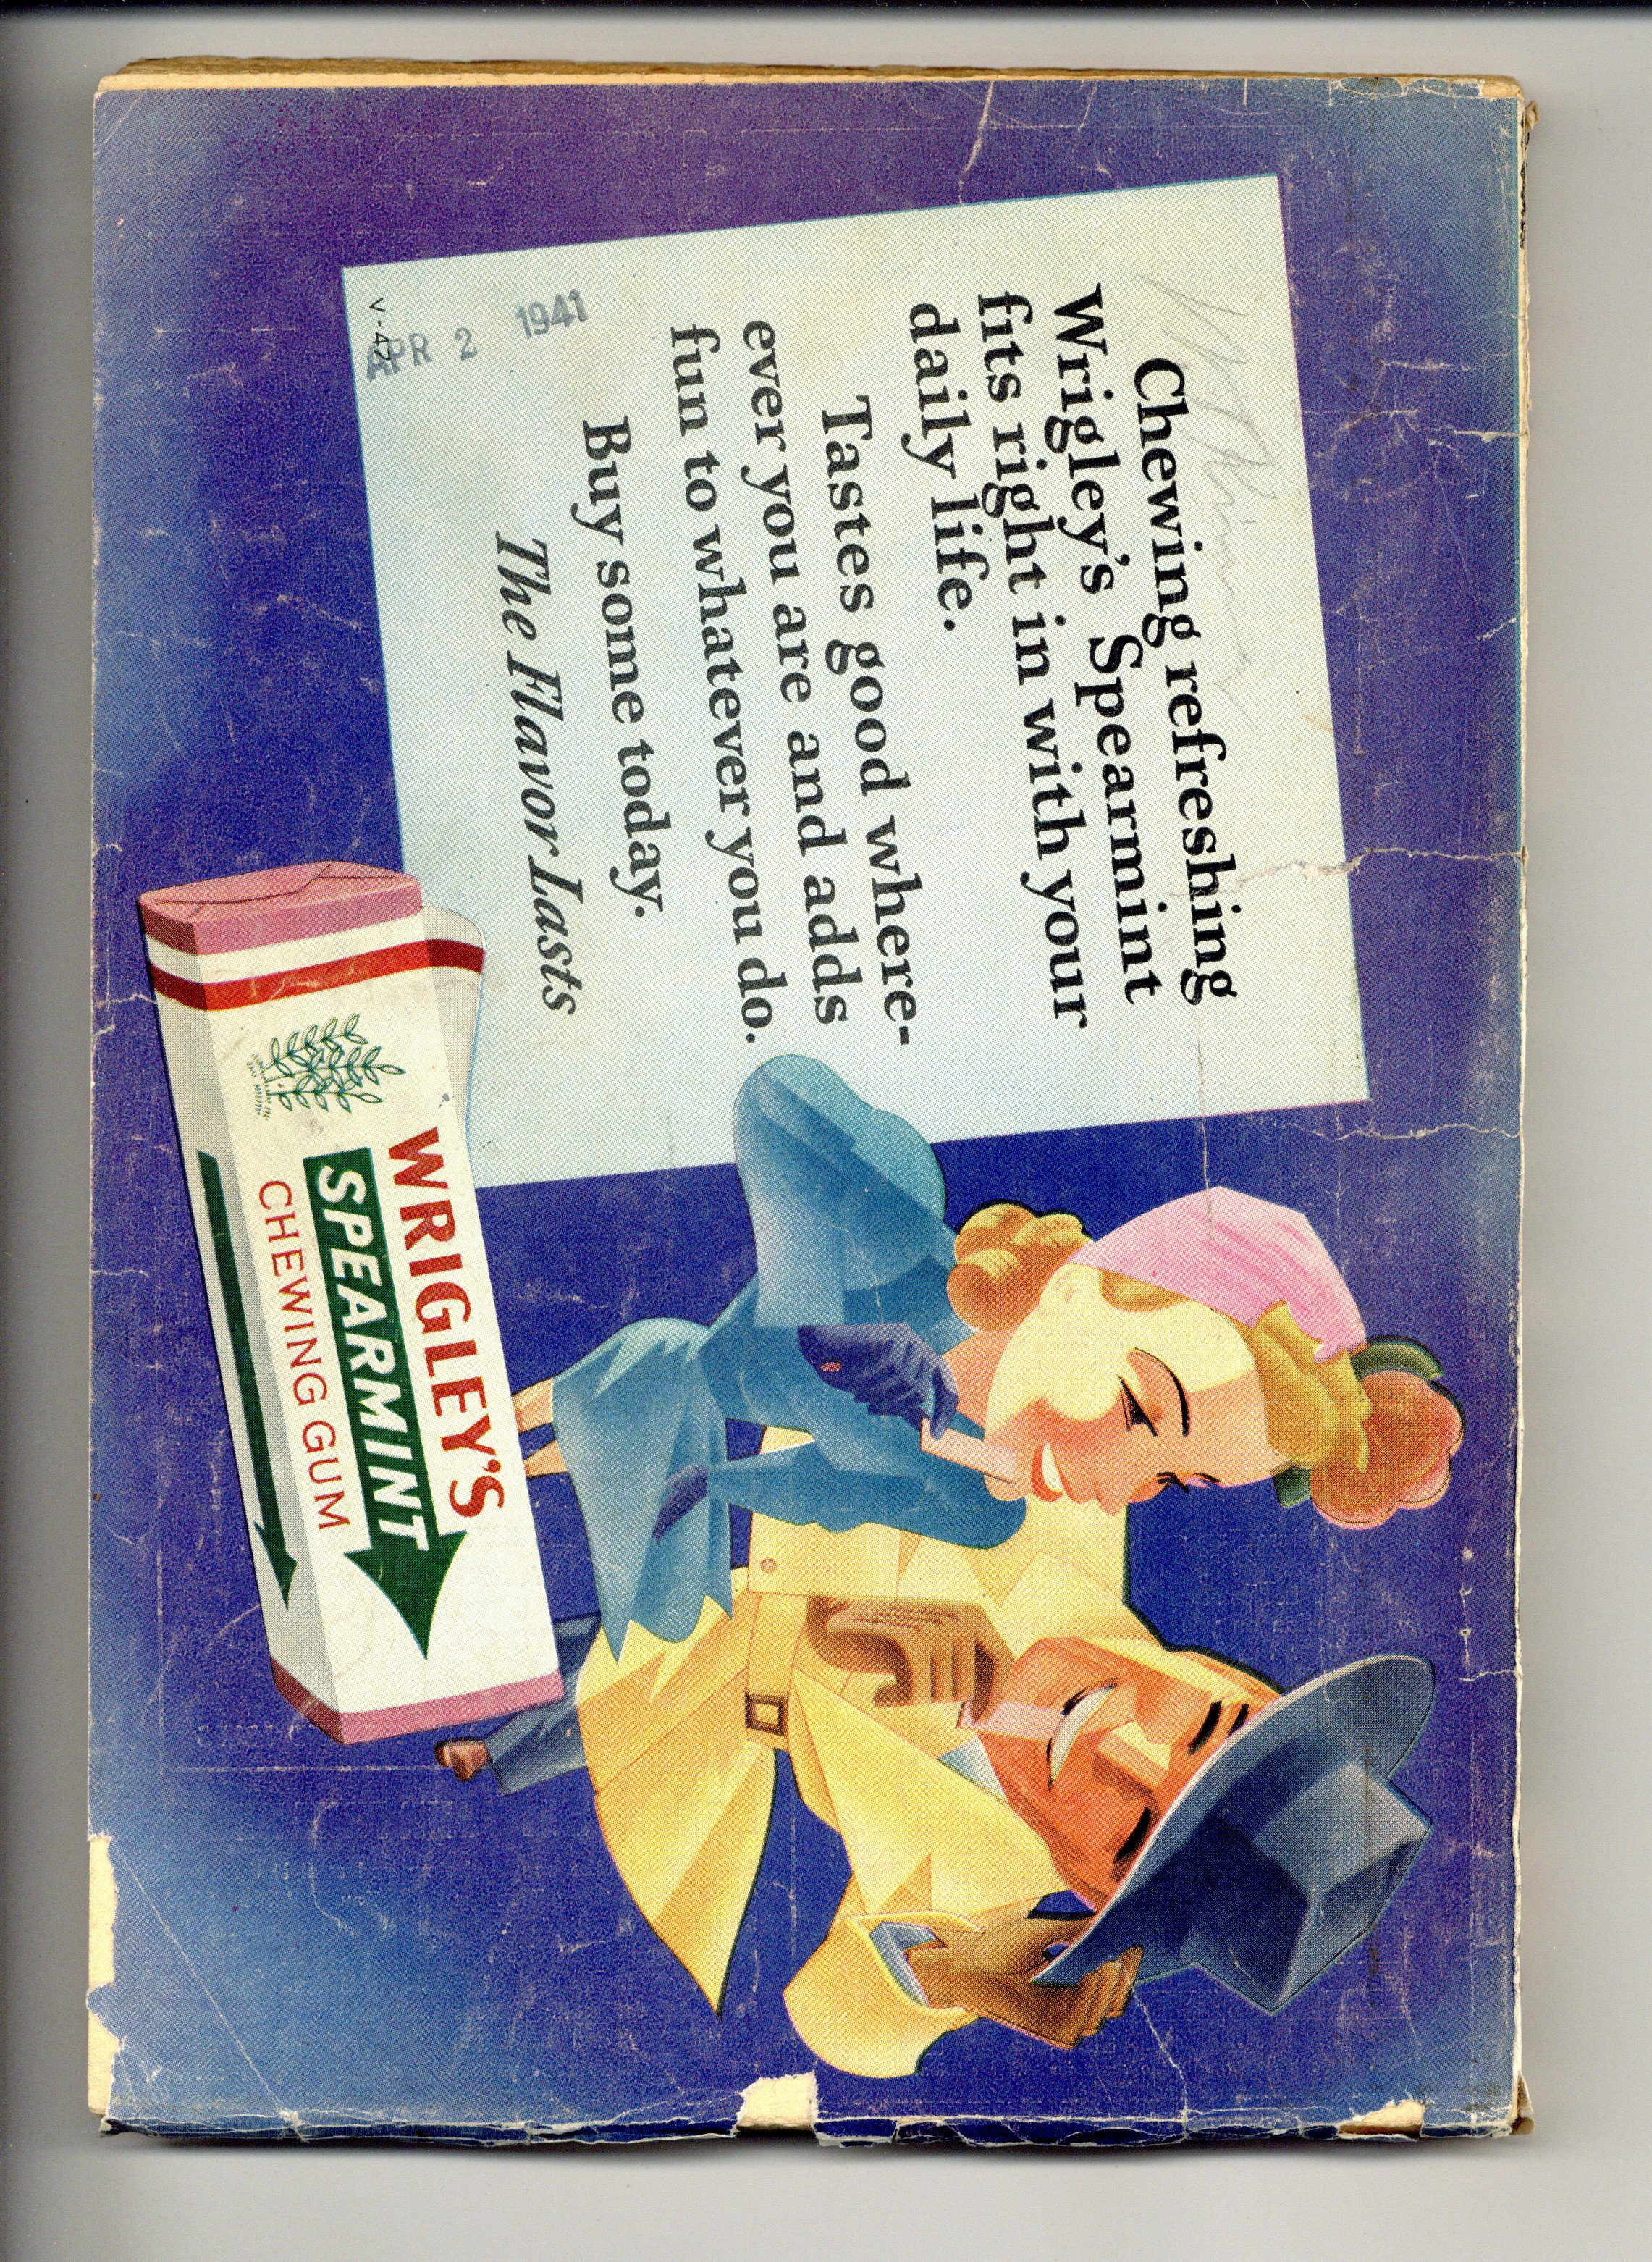 Chewing refreshing
Wrigley's Spearmint
fits right in with your
daily life.
Tastes good where-
ever you are and adds
fun to whatever you do.
Buy some today.
The Flavor Lasts
APR 2 1941
V-42
WRIGLEY'S
SPEARMINT
CHEWING GUM